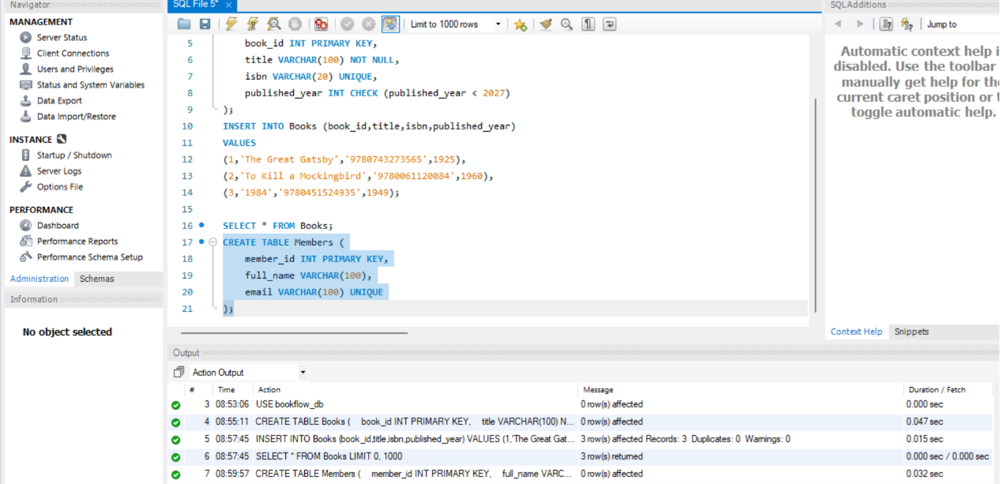 Navigator
MANAGEMENT
Server Status
Client Connections
Users and Privileges
Status and System Variables
Data Export
Data Import/Restore
INSTANCE
Startup / Shutdown
Server Logs
Options File
PERFORMANCE
Dashboard
Performance Reports
Performance Schema Setup
Administration Schemas
Information
No object selected
SQL File 5*
Limit to 1000 rows
5 book_id INT PRIMARY KEY,
6 title VARCHAR(100) NOT NULL,
7 isbn VARCHAR(20) UNIQUE,
8 published_year INT CHECK (published_year < 2027)
9 );
10 INSERT INTO Books (book_id,title,isbn,published_year)
11 VALUES
12 (1,'The Great Gatsby','9780743273565',1925),
13 (2,'To Kill a Mockingbird','9780061120084',1960),
14 (3,'1984','9780451524935',1949);
15
16 SELECT * FROM Books;
17 CREATE TABLE Members (
18 member_id INT PRIMARY KEY,
19 full_name VARCHAR(100),
20 email VARCHAR(100) UNIQUE
21 );
SQLAdditions
Jump to
Automatic context help i
disabled. Use the toolbar
manually get help for the
current caret position or t
toggle automatic help.
Context Help Snippets
Output
Action Output
# Time Action Message Duration / Fetch
3 08:53:06 USE bookflow_db 0 row(s) affected 0.000 sec
4 08:55:11 CREATE TABLE Books ( book_id INT PRIMARY KEY, title VARCHAR(100) N... 0 row(s) affected 0.047 sec
5 08:57:45 INSERT INTO Books (book_id,title,isbn,published_year) VALUES (1,'The Great Gat... 3 row(s) affected Records: 3 Duplicates: 0 Warnings: 0 0.015 sec
6 08:57:45 SELECT * FROM Books LIMIT 0, 1000 3 row(s) returned 0.000 sec / 0.000 sec
7 08:59:57 CREATE TABLE Members ( member_id INT PRIMARY KEY, full_name VARC... 0 row(s) affected 0.032 sec